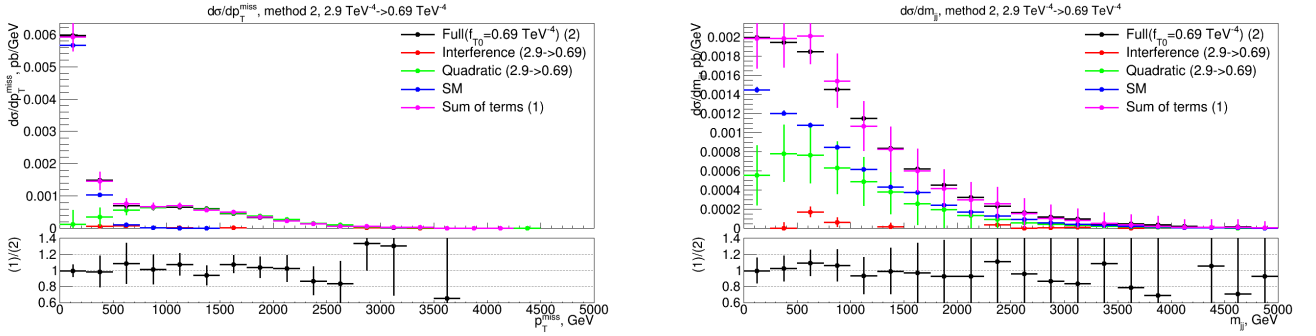 dσ/dp_T^miss, method 2, 2.9 TeV⁻⁴->0.69 TeV⁻⁴
dσ/dp_T^miss, pb/GeV
0.006
0.005
0.004
0.003
0.002
0.001
0
Full(f_T0=0.69 TeV⁻⁴) (2)
Interference (2.9->0.69)
Quadratic (2.9->0.69)
SM
Sum of terms (1)
(1)/(2)
1.4
1.2
1
0.8
0.6
0 500 1000 1500 2000 2500 3000 3500 4000 4500 5000
p_T^miss, GeV
dσ/dm_jj, method 2, 2.9 TeV⁻⁴->0.69 TeV⁻⁴
pb/GeV
0.002
0.0018
0.0016
0.0014
0.0012
0.001
0.0008
0.0006
0.0004
0.0002
0
Full(f_T0=0.69 TeV⁻⁴) (2)
Interference (2.9->0.69)
Quadratic (2.9->0.69)
SM
Sum of terms (1)
(1)/(2)
1.4
1.2
1
0.8
0.6
0 500 1000 1500 2000 2500 3000 3500 4000 4500 5000
m_jj, GeV